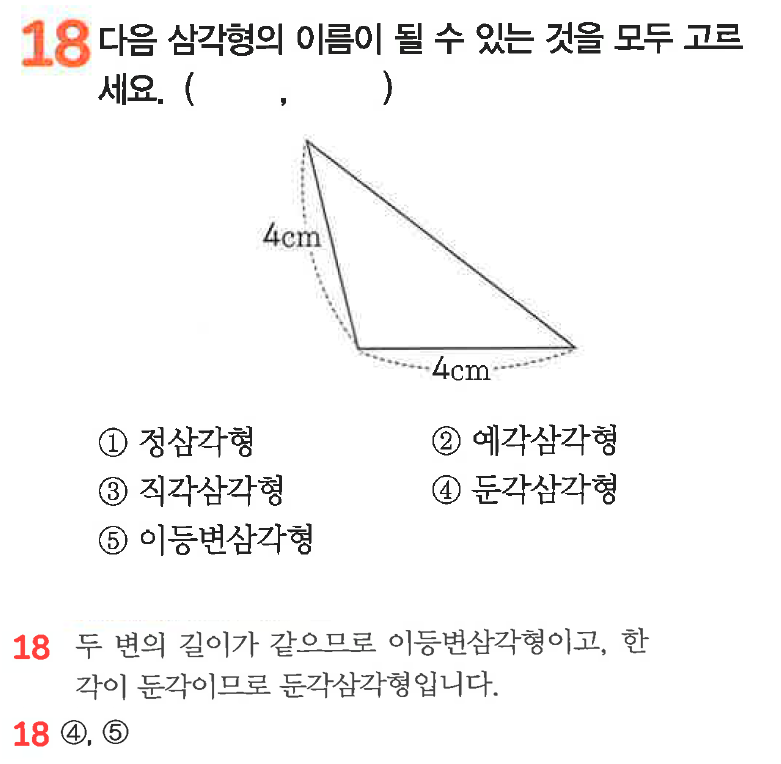 18 다음 삼각형의 이름이 될 수 있는 것을 모두 고르
세요. (      ,      )
4cm
4cm
① 정삼각형 ② 예각삼각형
③ 직각삼각형 ④ 둔각삼각형
⑤ 이등변삼각형
18 두 변의 길이가 같으므로 이등변삼각형이고, 한
각이 둔각이므로 둔각삼각형입니다.
18 ④, ⑤